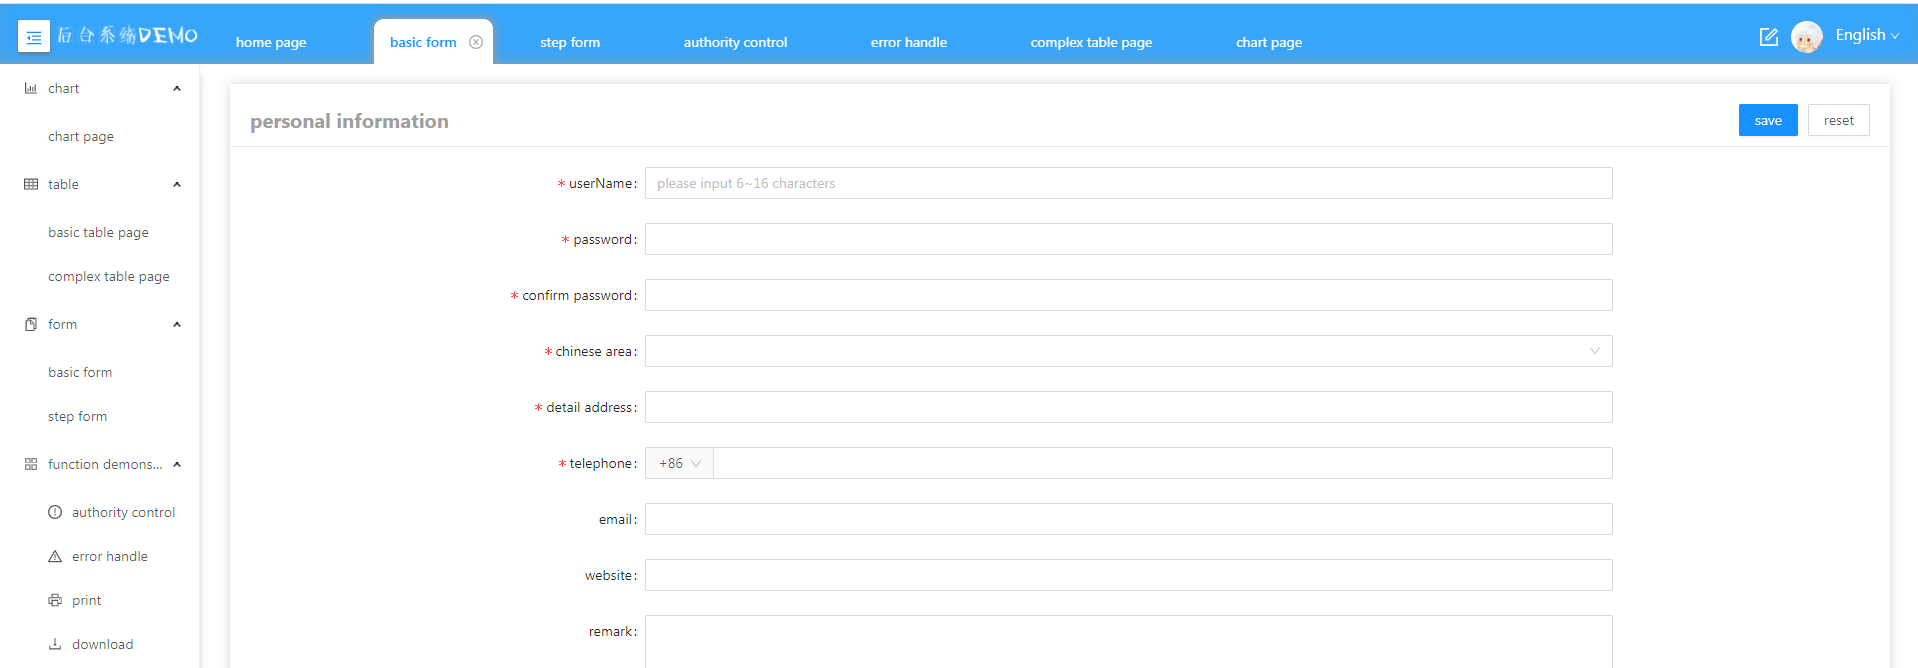 后台系统DEMO
home page
basic form
step form
authority control
error handle
complex table page
chart page
English
chart
chart page
table
basic table page
complex table page
form
basic form
step form
function demons...
authority control
error handle
print
download
personal information
save
reset
* userName:
please input 6~16 characters
* password:
* confirm password:
* chinese area:
* detail address:
* telephone:
+86
email:
website:
remark: